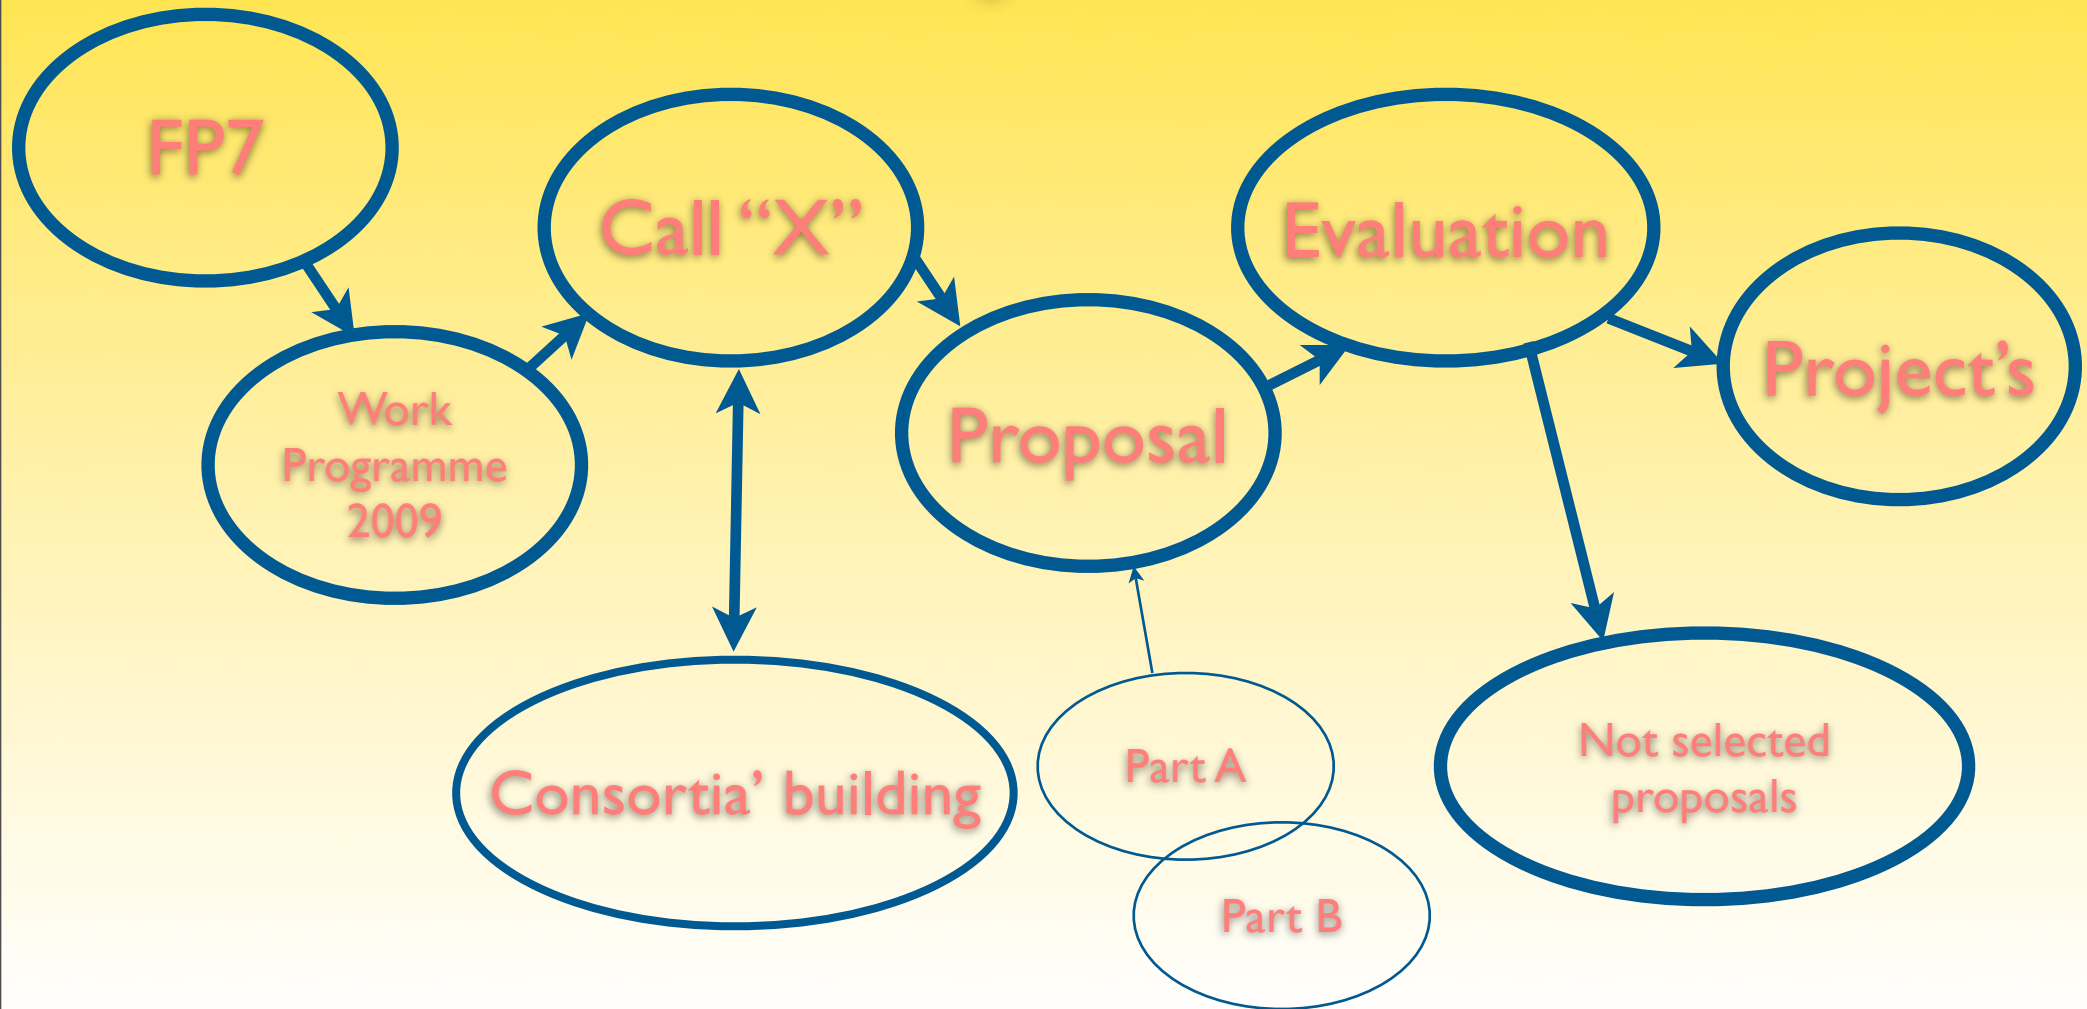 FP7
Call “X”
Evaluation
Project’s
Work
Programme
2009
Proposal
Consortia’ building
Part A
Part B
Not selected
proposals